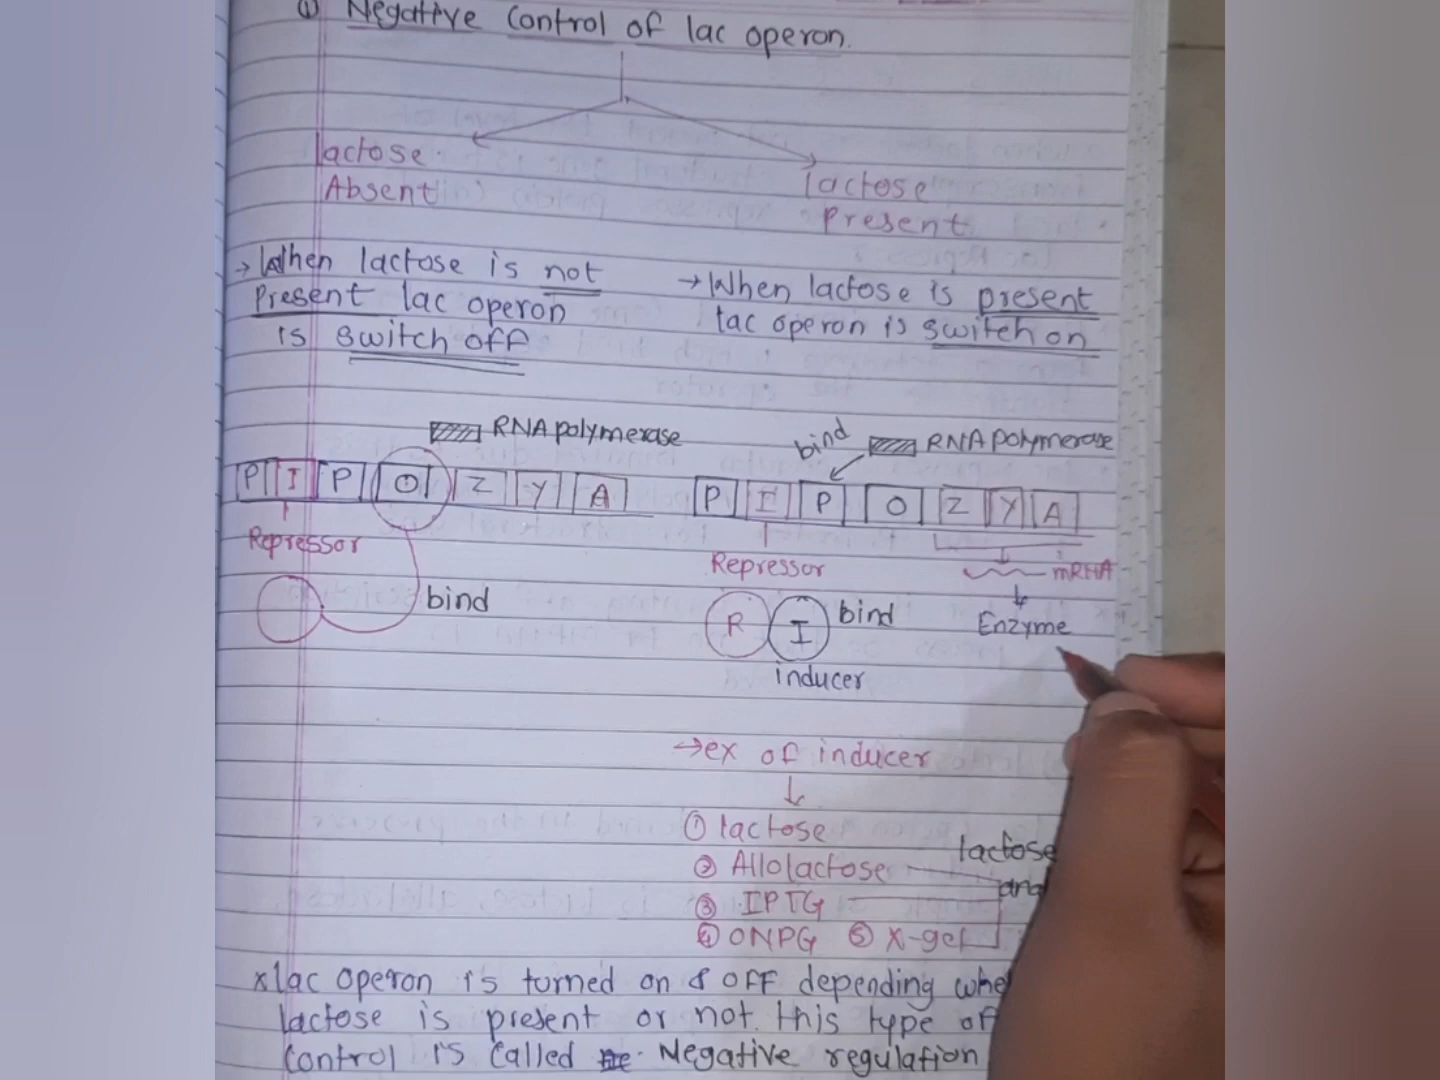 ① Negative control of lac operon.
lactose
Absent
lactose
Present
→ When lactose is not
Present lac operon
is switch off
→ When lactose is present
lac operon is switch on
RNA polymerase
P I P O Z Y A
Repressor
bind
bind
RNA polymerase
P I P O Z Y A
Repressor
mRNA
Enzyme
R I bind
inducer
→ ex of inducer
① lactose
② Allolactose
③ IPTG
④ ONPG ⑤ X-gel
lactose
and
x lac operon is turned on & OFF depending whe
lactose is present or not. this type of
control is called Negative regulation